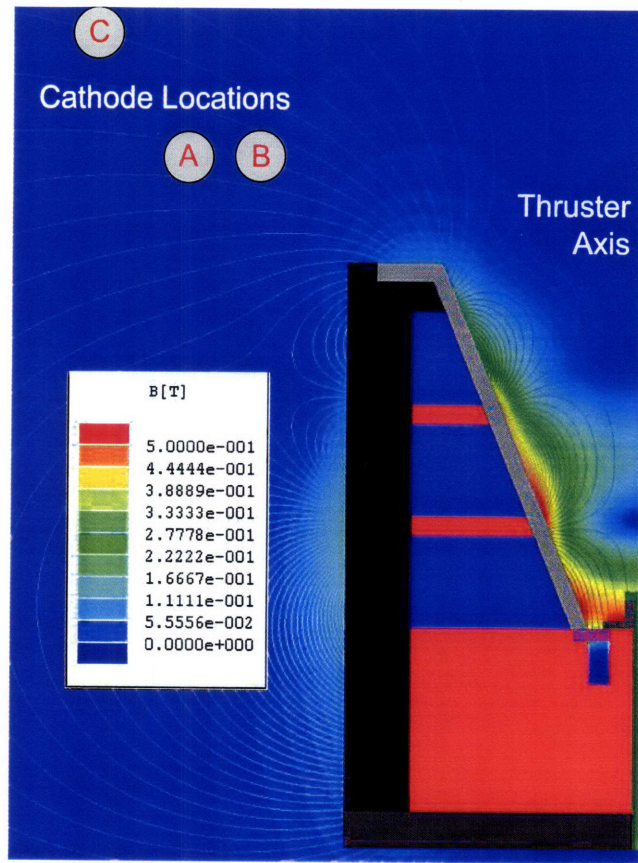 C
Cathode Locations
A
B
Thruster
Axis
B[T]
5.0000e-001
4.4444e-001
3.8889e-001
3.3333e-001
2.7778e-001
2.2222e-001
1.6667e-001
1.1111e-001
5.5556e-002
0.0000e+000